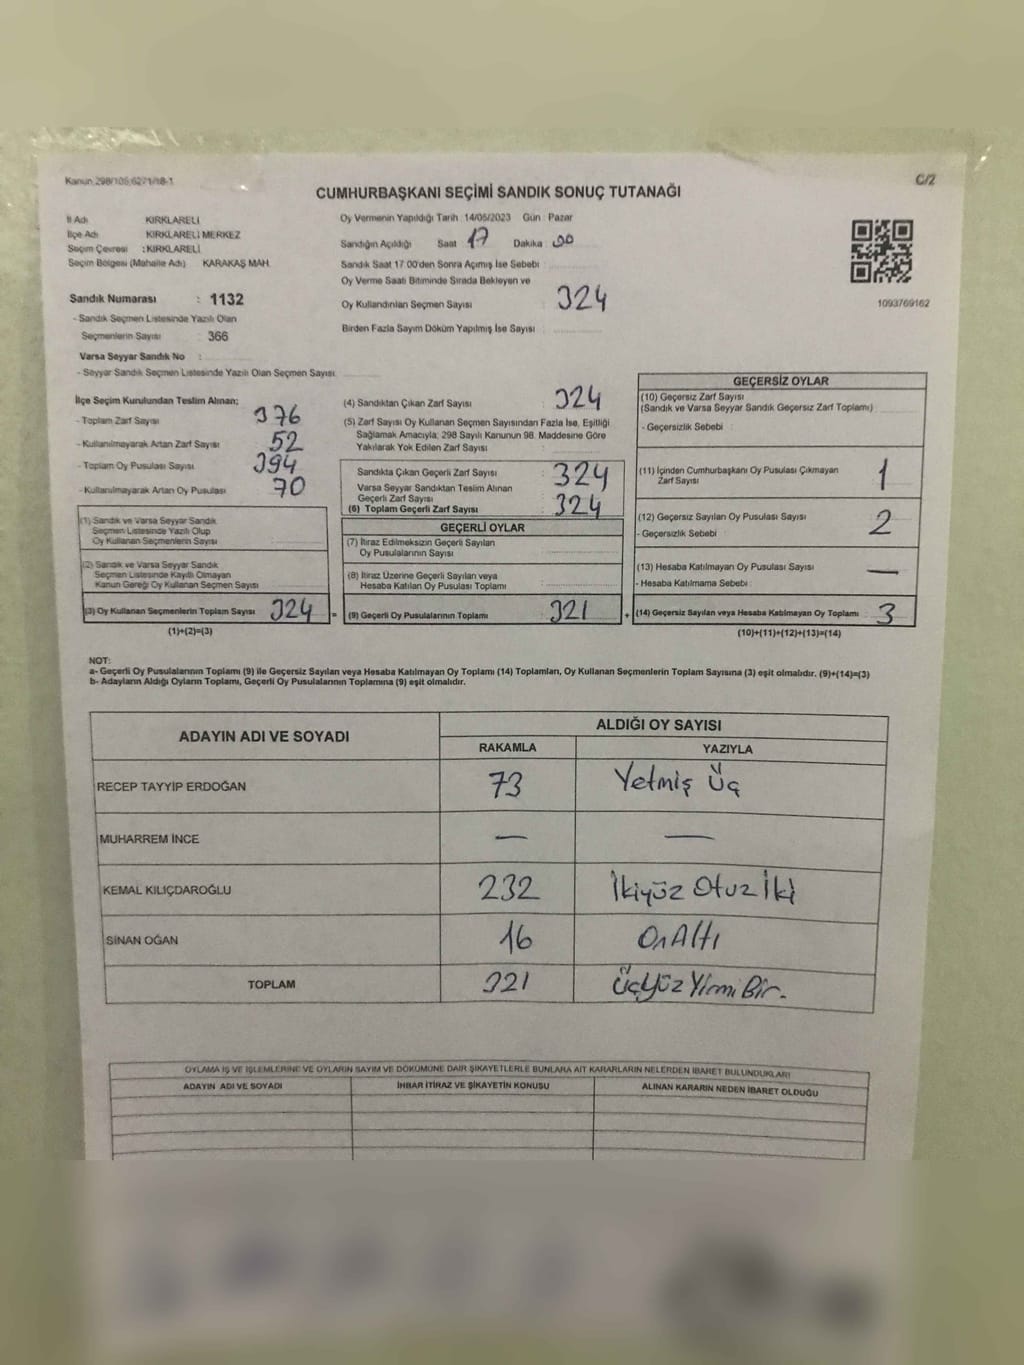 Kanun:298/105;6271/18-1
C/2
CUMHURBAŞKANI SEÇİMİ SANDIK SONUÇ TUTANAĞI
İl Adı KIRKLARELİ
İlçe Adı KIRKLARELİ MERKEZ
Seçim Çevresi : KIRKLARELİ
Seçim Bölgesi (Mahalle Adı) KARAKAŞ MAH.
Sandık Numarası : 1132
- Sandık Seçmen Listesinde Yazılı Olan
Seçmenlerin Sayısı : 366
Varsa Seyyar Sandık No :
- Seyyar Sandık Seçmen Listesinde Yazılı Olan Seçmen Sayısı
Oy Vermenin Yapıldığı Tarih : 14/05/2023 Gün : Pazar
Sandığın Açıldığı Saat 17 Dakika : 00
Sandık Saat 17:00'den Sonra Açımış İse Sebebi :
Oy Verme Saati Bitiminde Sırada Bekleyen ve
Oy Kullandırılan Seçmen Sayısı : 324
Birden Fazla Sayım Döküm Yapılmış İse Sayısı :
1093769162
İlçe Seçim Kurulundan Teslim Alınan;
- Toplam Zarf Sayısı : 376
- Kullanılmayarak Artan Zarf Sayısı : 52
- Toplam Oy Pusulası Sayısı : 394
- Kullanılmayarak Artan Oy Pusulası : 70
(1) Sandık ve Varsa Seyyar Sandık
Seçmen Listesinde Yazılı Olup
Oy Kullanan Seçmenlerin Sayısı :
(2) Sandık ve Varsa Seyyar Sandık
Seçmen Listesinde Kayıtlı Olmayan
Kanun Gereği Oy Kullanan Seçmen Sayısı :
(3) Oy Kullanan Seçmenlerin Toplam Sayısı : 324
(1)+(2)=(3)
(4) Sandıktan Çıkan Zarf Sayısı : 324
(5) Zarf Sayısı Oy Kullanan Seçmen Sayısından Fazla İse, Eşitliği
Sağlamak Amacıyla; 298 Sayılı Kanunun 98. Maddesine Göre
Yakılarak Yok Edilen Zarf Sayısı :
Sandıkta Çıkan Geçerli Zarf Sayısı : 324
Varsa Seyyar Sandıktan Teslim Alınan
Geçerli Zarf Sayısı :
(6) Toplam Geçerli Zarf Sayısı : 324
GEÇERLİ OYLAR
(7) İtiraz Edilmeksizin Geçerli Sayılan
Oy Pusulalarının Sayısı :
(8) İtiraz Üzerine Geçerli Sayılan veya
Hesaba Katılan Oy Pusulaları Toplamı :
= (9) Geçerli Oy Pusulalarının Toplamı : 321 +
GEÇERSİZ OYLAR
(10) Geçersiz Zarf Sayısı
(Sandık ve Varsa Seyyar Sandık Geçersiz Zarf Toplamı) :
- Geçersizlik Sebebi :
(11) İçinden Cumhurbaşkanı Oy Pusulası Çıkmayan
Zarf Sayısı : 1
(12) Geçersiz Sayılan Oy Pusulası Sayısı : 2
- Geçersizlik Sebebi :
(13) Hesaba Katılmayan Oy Pusulası Sayısı : —
- Hesaba Katılmama Sebebi :
(14) Geçersiz Sayılan veya Hesaba Katılmayan Oy Toplamı : 3
(10)+(11)+(12)+(13)=(14)
NOT:
a- Geçerli Oy Pusulalarının Toplamı (9) ile Geçersiz Sayılan veya Hesaba Katılmayan Oy Toplamı (14) Toplamları, Oy Kullanan Seçmenlerin Toplam Sayısına (3) eşit olmalıdır. (9)+(14)=(3)
b- Adayların Aldığı Oyların Toplamı, Geçerli Oy Pusulalarının Toplamına (9) eşit olmalıdır.
ADAYIN ADI VE SOYADI
ALDIĞI OY SAYISI
RAKAMLA YAZIYLA
RECEP TAYYİP ERDOĞAN 73 Yetmiş Üç
MUHARREM İNCE — —
KEMAL KILIÇDAROĞLU 232 İkiyüz Otuz İki
SİNAN OĞAN 16 On Altı
TOPLAM 321 Üçyüz Yirmi Bir.
OYLAMA İŞ VE İŞLEMLERİNE VE OYLARIN SAYIM VE DÖKÜMÜNE DAİR ŞİKAYETLERLE BUNLARA AİT KARARLARIN NELERDEN İBARET BULUNDUKLARI
ADAYIN ADI VE SOYADI İHBAR İTİRAZ VE ŞİKAYETİN KONUSU ALINAN KARARIN NEDEN İBARET OLDUĞU